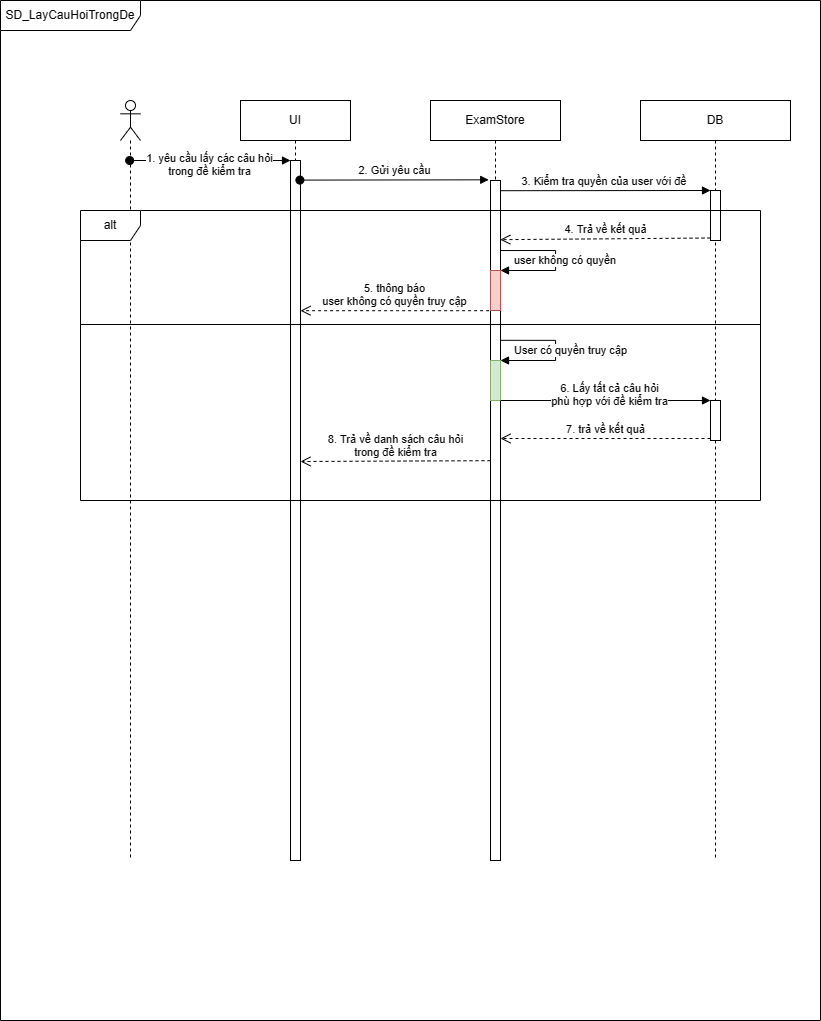 SD_LayCauHoiTrongDe
UI
ExamStore
DB
1. yêu cầu lấy các câu hỏi
trong đề kiểm tra
2. Gửi yêu cầu
3. Kiểm tra quyền của user với đề
alt
4. Trả về kết quả
user không có quyền
5. thông báo
user không có quyền truy cập
User có quyền truy cập
6. Lấy tất cả câu hỏi
phù hợp với đề kiểm tra
7. trả về kết quả
8. Trả về danh sách câu hỏi
trong đề kiểm tra